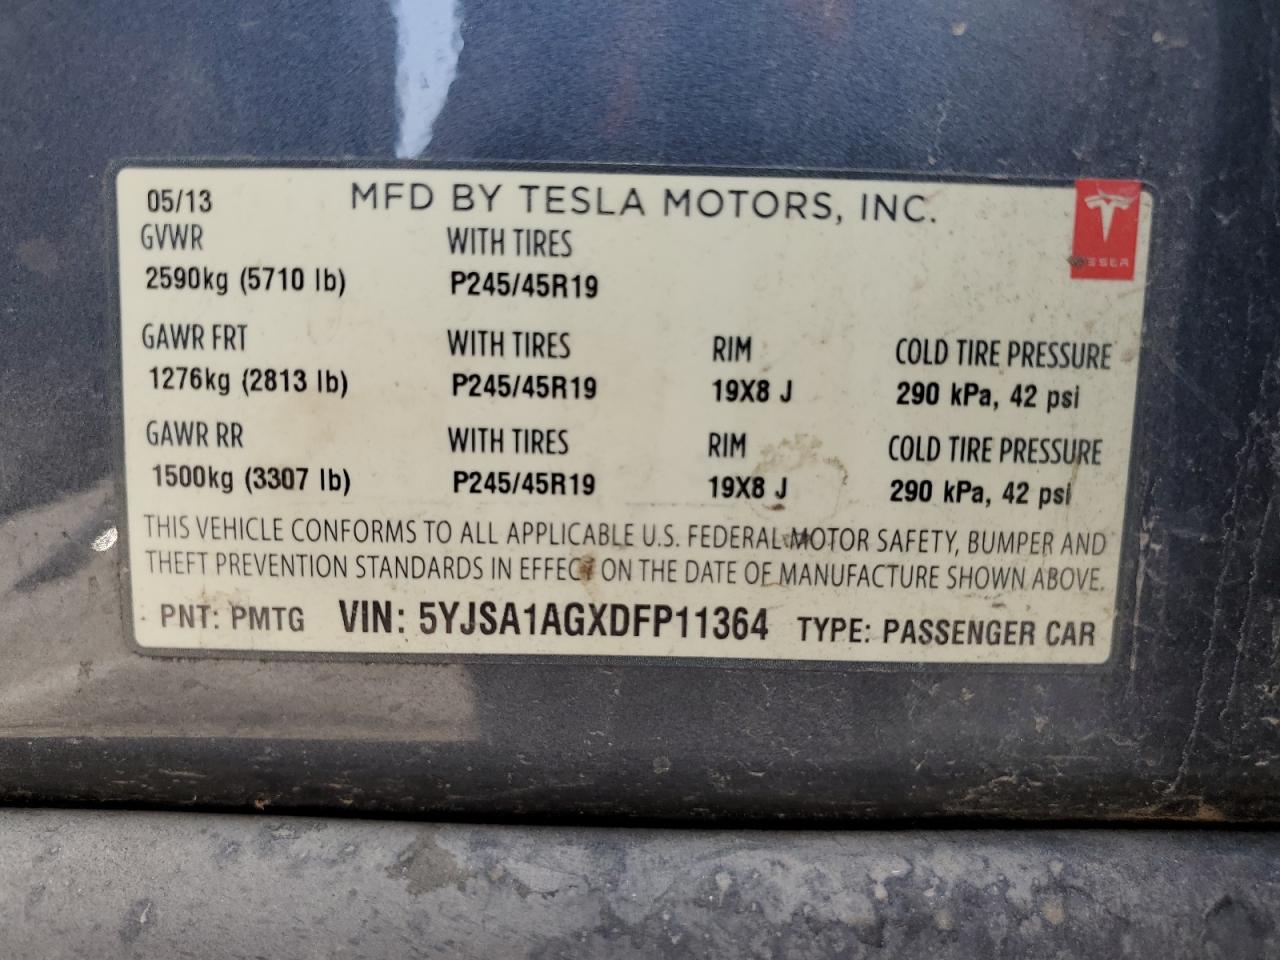 05/13 MFD BY TESLA MOTORS, INC.
GVWR WITH TIRES
2590kg (5710 lb) P245/45R19
TESLA
GAWR FRT WITH TIRES RIM COLD TIRE PRESSURE
1276kg (2813 lb) P245/45R19 19X8 J 290 kPa, 42 psi
GAWR RR WITH TIRES RIM COLD TIRE PRESSURE
1500kg (3307 lb) P245/45R19 19X8 J 290 kPa, 42 psi
THIS VEHICLE CONFORMS TO ALL APPLICABLE U.S. FEDERAL MOTOR SAFETY, BUMPER AND
THEFT PREVENTION STANDARDS IN EFFECT ON THE DATE OF MANUFACTURE SHOWN ABOVE.
PNT: PMTG VIN: 5YJSA1AGXDFP11364 TYPE: PASSENGER CAR